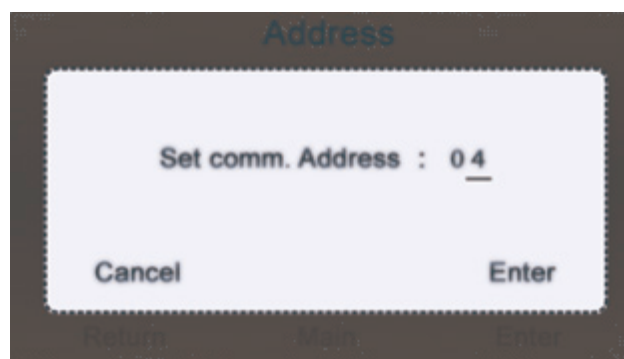 Address
Set comm. Address : 04
Cancel Enter
Return Main Enter